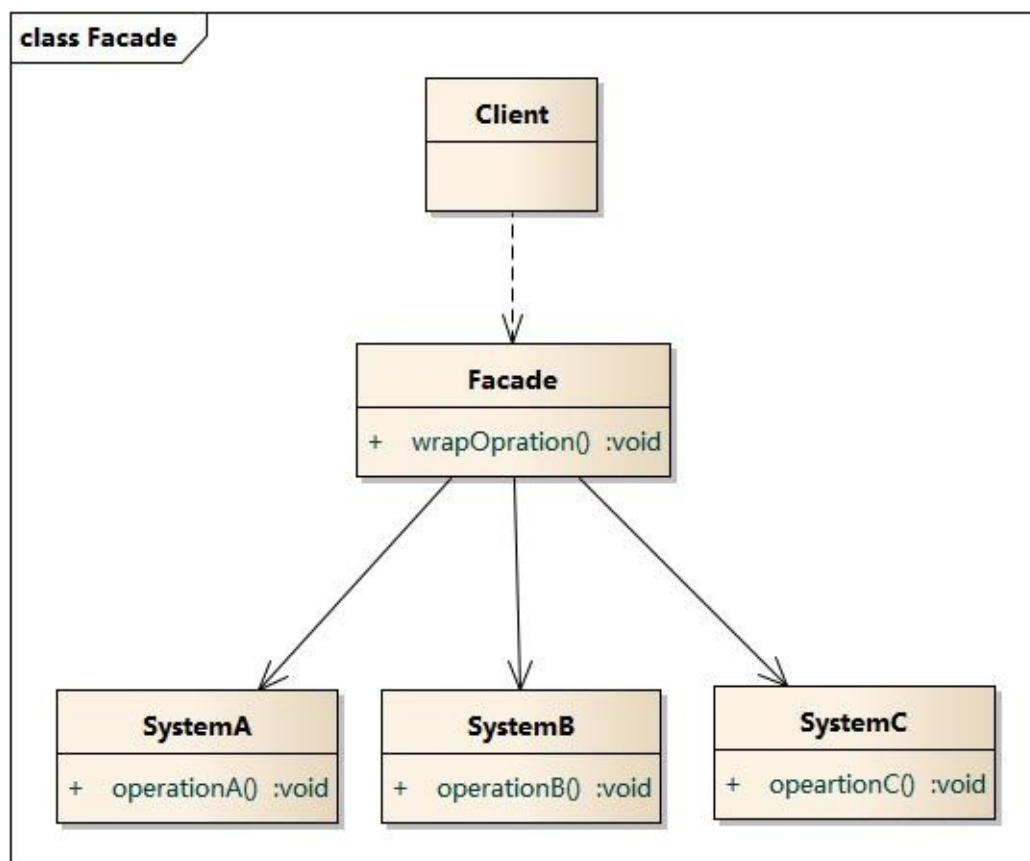 class Facade
Client
Facade
+ wrapOpration() :void
SystemA
+ operationA() :void
SystemB
+ operationB() :void
SystemC
+ opeartionC() :void